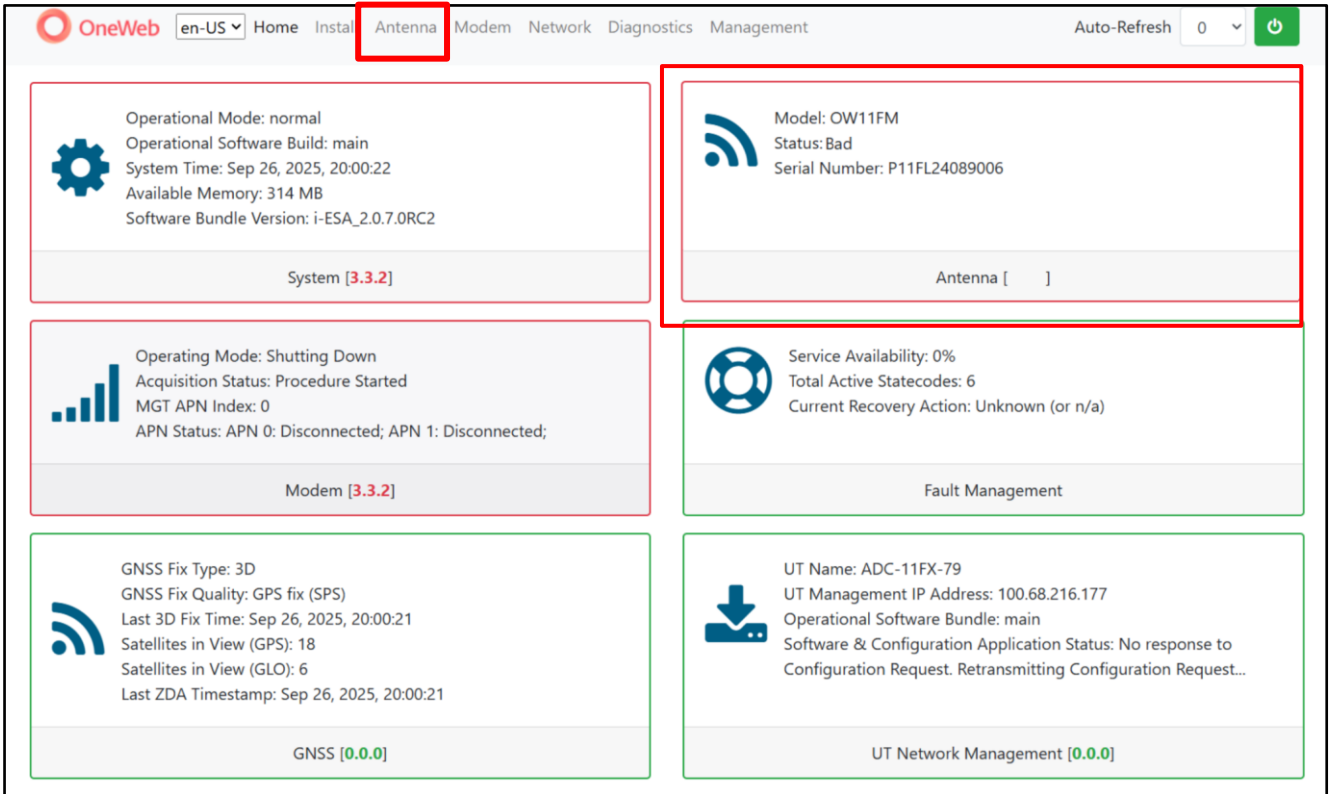 OneWeb en-US Home Install Antenna Modem Network Diagnostics Management Auto-Refresh 0
Operational Mode: normal
Operational Software Build: main
System Time: Sep 26, 2025, 20:00:22
Available Memory: 314 MB
Software Bundle Version: i-ESA_2.0.7.0RC2
System [3.3.2]
Model: OW11FM
Status: Bad
Serial Number: P11FL24089006
Antenna [ ]
Operating Mode: Shutting Down
Acquisition Status: Procedure Started
MGT APN Index: 0
APN Status: APN 0: Disconnected; APN 1: Disconnected;
Modem [3.3.2]
Service Availability: 0%
Total Active Statecodes: 6
Current Recovery Action: Unknown (or n/a)
Fault Management
GNSS Fix Type: 3D
GNSS Fix Quality: GPS fix (SPS)
Last 3D Fix Time: Sep 26, 2025, 20:00:21
Satellites in View (GPS): 18
Satellites in View (GLO): 6
Last ZDA Timestamp: Sep 26, 2025, 20:00:21
GNSS [0.0.0]
UT Name: ADC-11FX-79
UT Management IP Address: 100.68.216.177
Operational Software Bundle: main
Software & Configuration Application Status: No response to
Configuration Request. Retransmitting Configuration Request...
UT Network Management [0.0.0]